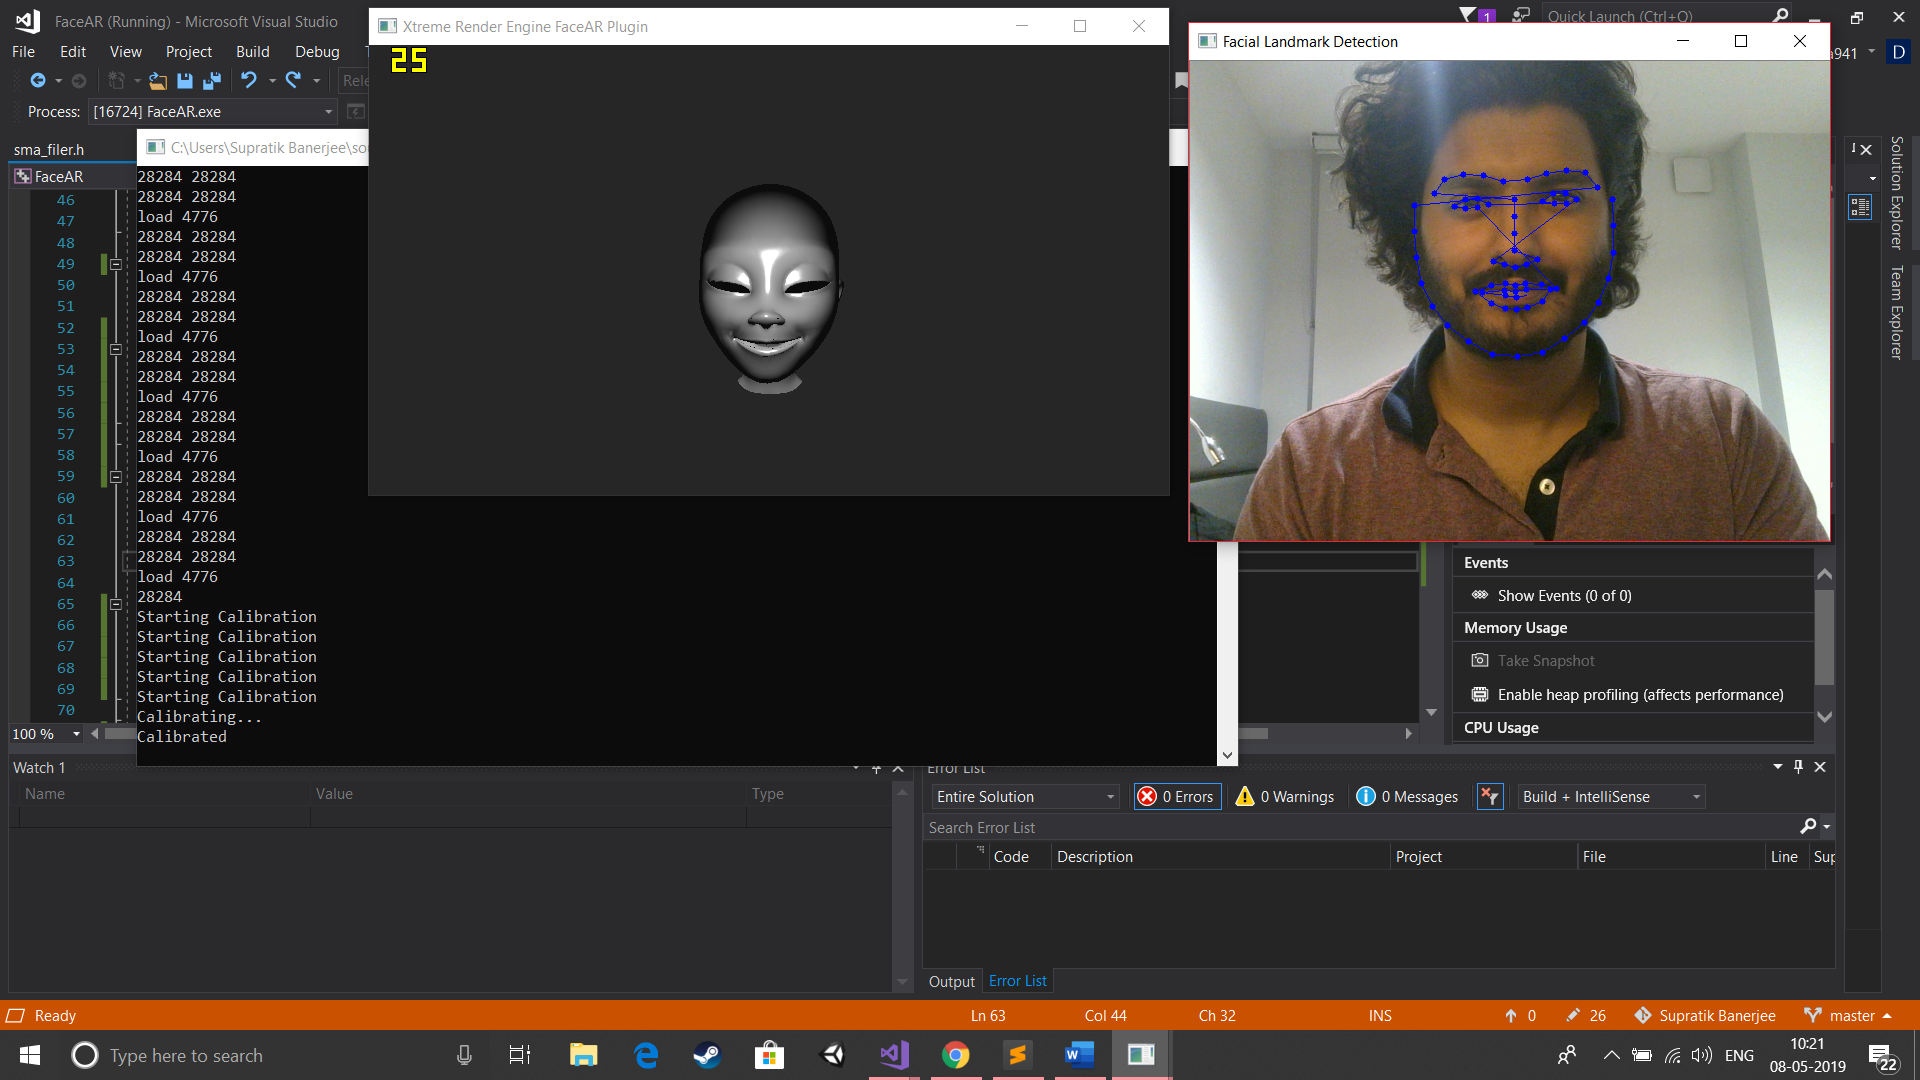 FaceAR (Running) - Microsoft Visual Studio
1
Quick Launch (Ctrl+Q)
File Edit View Project Build Debug
941 D
Process: [16724] FaceAR.exe
sma_filer.h
FaceAR
46
47
48
49
50
51
52
53
54
55
56
57
58
59
60
61
62
63
64
65
66
67
68
69
70
100 %
C:\Users\Supratik Banerjee\so
28284 28284
28284 28284
load 4776
28284 28284
28284 28284
load 4776
28284 28284
28284 28284
load 4776
28284 28284
28284 28284
load 4776
28284 28284
28284 28284
load 4776
28284 28284
28284 28284
load 4776
28284 28284
28284 28284
load 4776
28284
Starting Calibration
Starting Calibration
Starting Calibration
Starting Calibration
Starting Calibration
Calibrating...
Calibrated
Xtreme Render Engine FaceAR Plugin
25
Facial Landmark Detection
Solution Explorer
Team Explorer
Events
Show Events (0 of 0)
Memory Usage
Take Snapshot
Enable heap profiling (affects performance)
CPU Usage
Watch 1
Name Value Type
Error List
Entire Solution 0 Errors 0 Warnings 0 Messages Build + IntelliSense
Search Error List
Code Description Project File Line Sup
Output Error List
Ready Ln 63 Col 44 Ch 32 INS 0 26 Supratik Banerjee master
Type here to search
ENG
10:21
08-05-2019
22